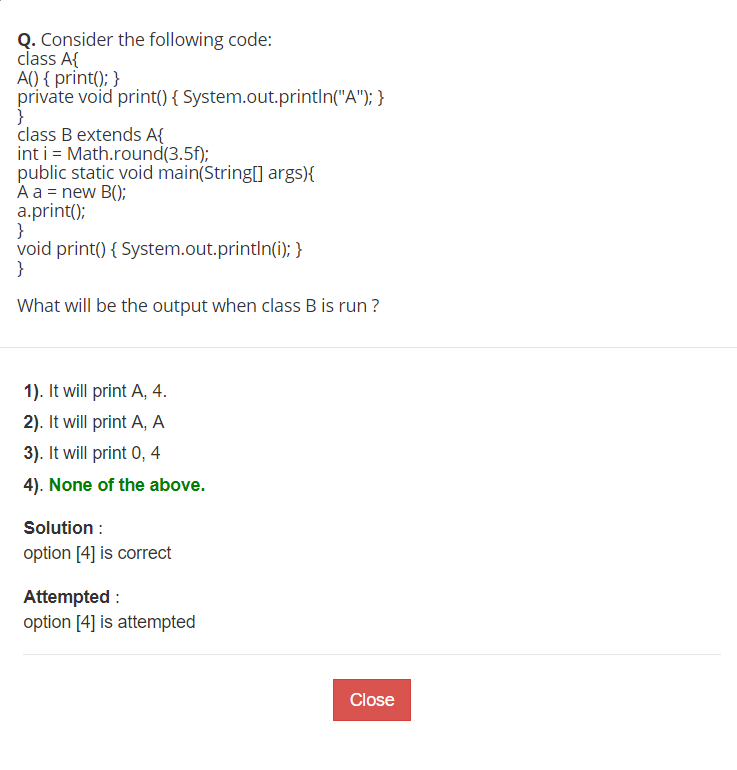 Q. Consider the following code:
class A{
A() { print(); }
private void print() { System.out.println("A"); }
}
class B extends A{
int i = Math.round(3.5f);
public static void main(String[] args){
A a = new B();
a.print();
}
void print() { System.out.println(i); }
}
What will be the output when class B is run ?
1). It will print A, 4.
2). It will print A, A
3). It will print 0, 4
4). None of the above.
Solution :
option [4] is correct
Attempted :
option [4] is attempted
Close